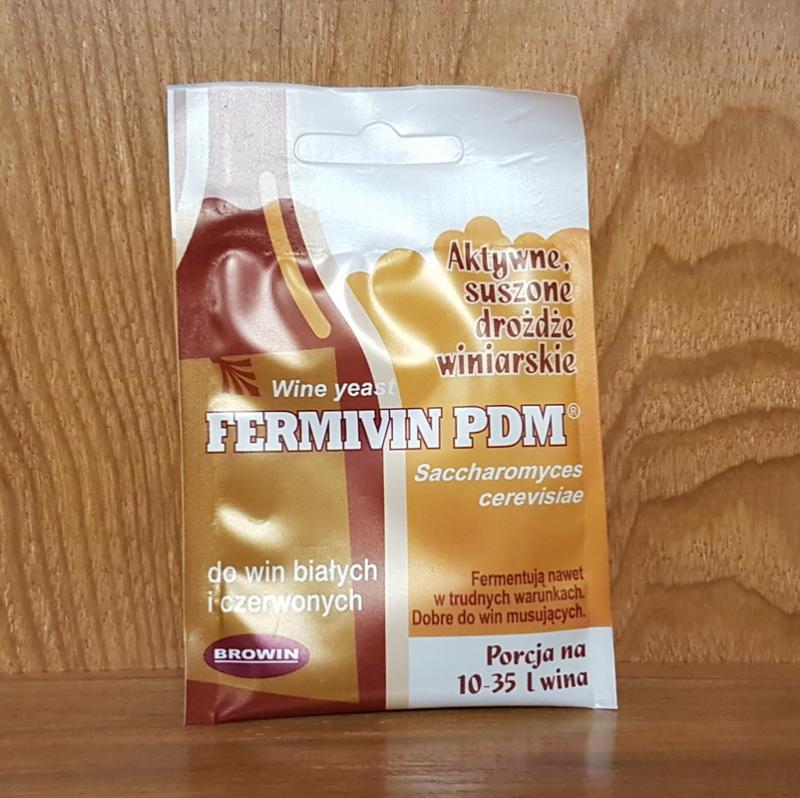 Aktywne,
suszone
drożdże
winiarskie
Wine yeast
FERMIVIN PDM®
Saccharomyces
cerevisiae
do win białych
i czerwonych
Fermentują nawet
w trudnych warunkach.
Dobre do win musujących.
BROWIN
Porcja na
10-35 l wina